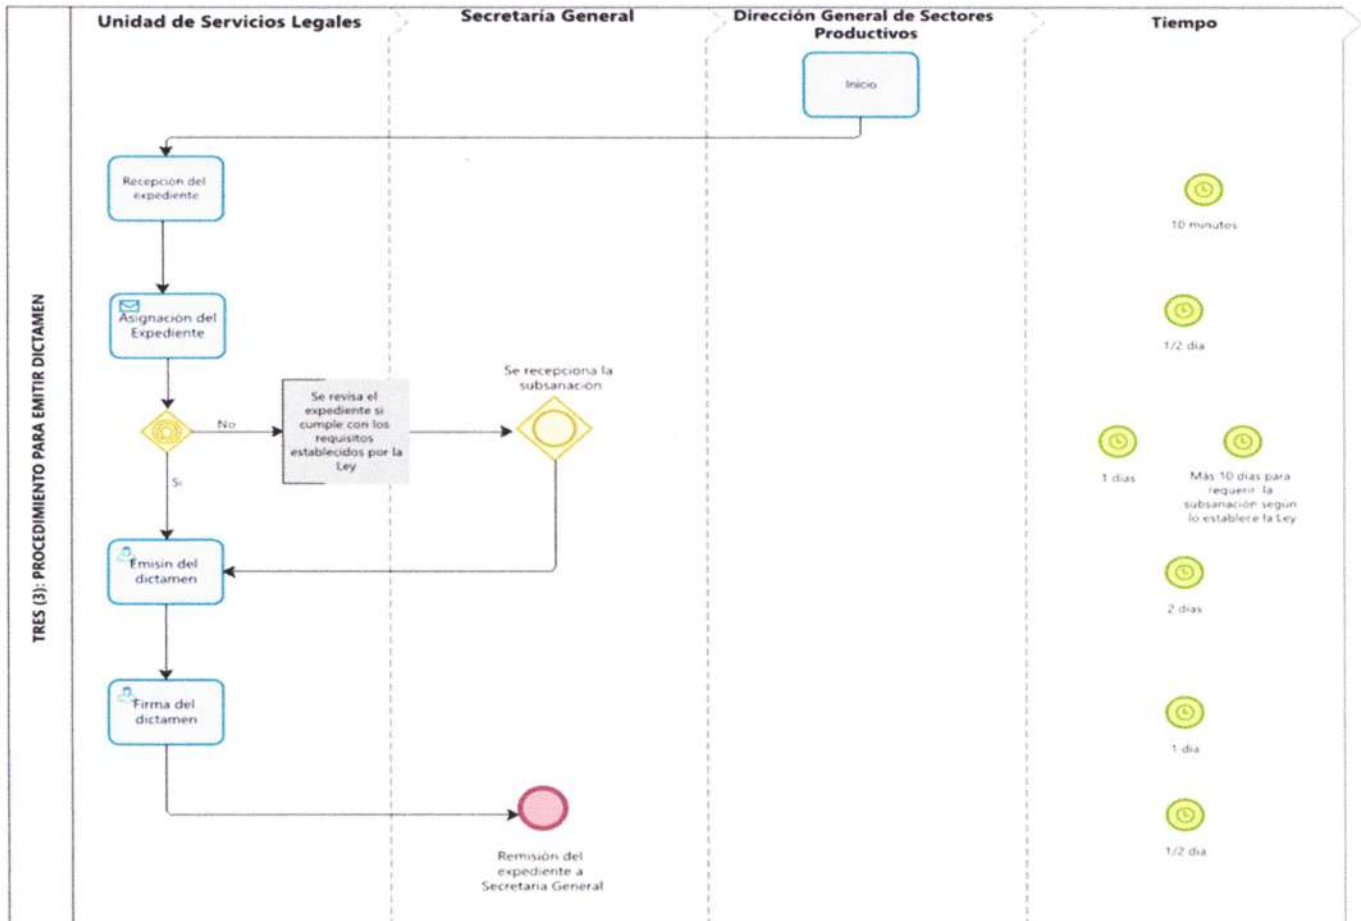 Unidad de Servicios Legales
Secretaría General
Dirección General de Sectores
Productivos
Tiempo
TRES (3): PROCEDIMIENTO PARA EMITIR DICTAMEN
Inicio
Recepción del
expediente
10 minutos
Asignación del
Expediente
1/2 dia
Se recepciona la
subsanación
No
Se revisa el
expediente si
cumple con los
requisitos
establecidos por la
Ley
Si
1 dias
Más 10 dias para
requerir la
subsanación según
lo establece la Ley
Emisin del
dictamen
2 dias
Firma del
dictamen
1 dia
Remisión del
expediente a
Secretaria General
1/2 dia